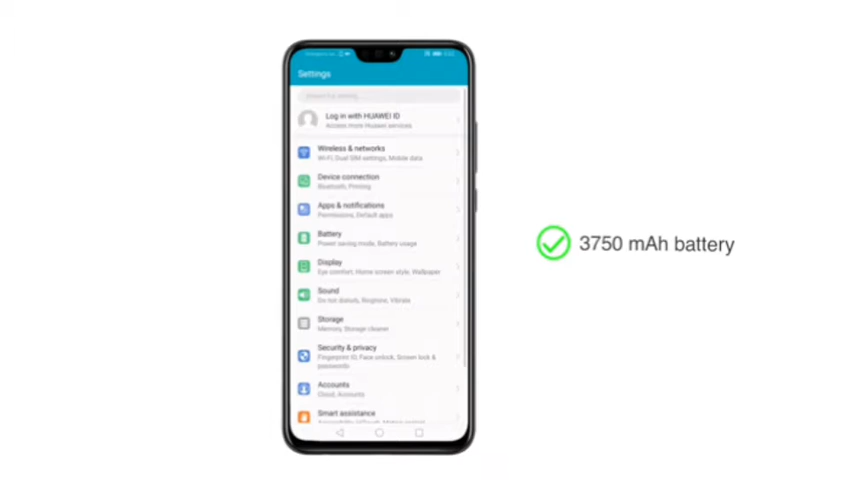 Settings
Log in with HUAWEI ID
Access more Huawei services
Wireless & networks
Wi-Fi, Dual SIM settings, Mobile data
Device connection
Bluetooth, Printing
Apps & notifications
Permissions, Default apps
Battery
Power saving mode, Battery usage
Display
Eye comfort, Home screen style, Wallpaper
Sound
Do not disturb, Ringtone, Vibrate
Storage
Memory, Storage cleaner
Security & privacy
Fingerprint ID, Face unlock, Screen lock &
passwords
Accounts
Cloud, Accounts
Smart assistance
3750 mAh battery